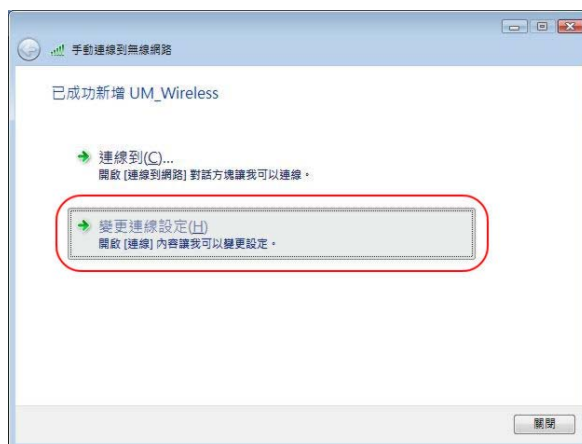 手動連線到無線網路
已成功新增 UM_Wireless
連線到(C)...
開啟 [連線到網路] 對話方塊讓我可以連線。
變更連線設定(H)
開啟 [連線] 內容讓我可以變更設定。
關閉